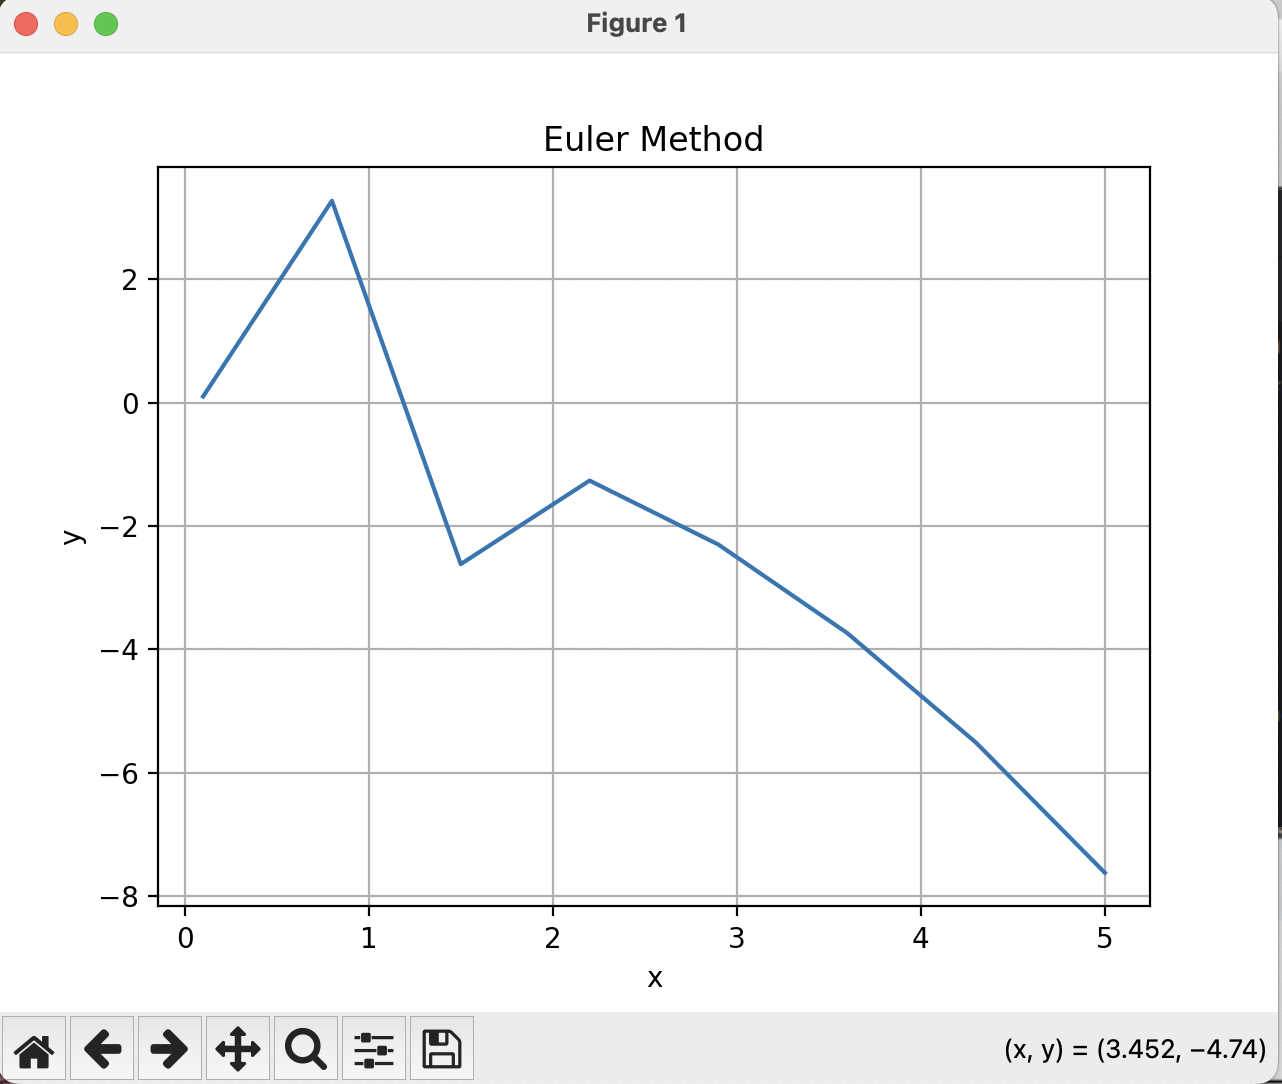 Figure 1
Euler Method
2
0
−2
−4
−6
−8
y
0 1 2 3 4 5
x
(x, y) = (3.452, −4.74)